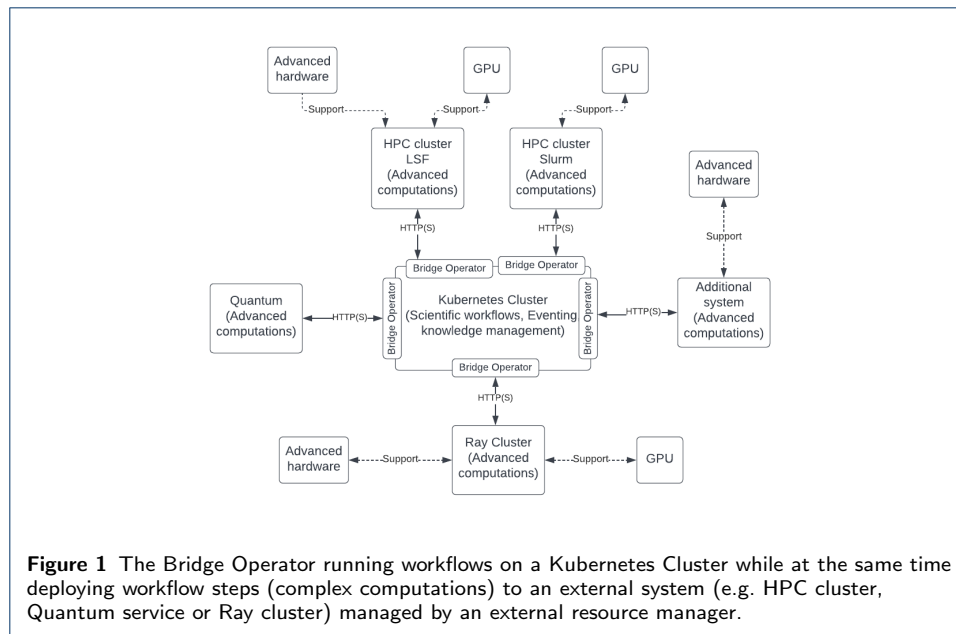 Advanced
hardware
GPU
GPU
Support
Support
Support
HPC cluster
LSF
(Advanced
computations)
HPC cluster
Slurm
(Advanced
computations)
Advanced
hardware
Support
HTTP(S)
HTTP(S)
Bridge Operator
Bridge Operator
Quantum
(Advanced
computations)
HTTP(S)
Bridge Operator
Kubernetes Cluster
(Scientific workflows, Eventing
knowledge management)
Bridge Operator
HTTP(S)
Additional
system
(Advanced
computations)
Bridge Operator
HTTP(S)
Advanced
hardware
Support
Ray Cluster
(Advanced
computations)
Support
GPU
Figure 1 The Bridge Operator running workflows on a Kubernetes Cluster while at the same time
deploying workflow steps (complex computations) to an external system (e.g. HPC cluster,
Quantum service or Ray cluster) managed by an external resource manager.